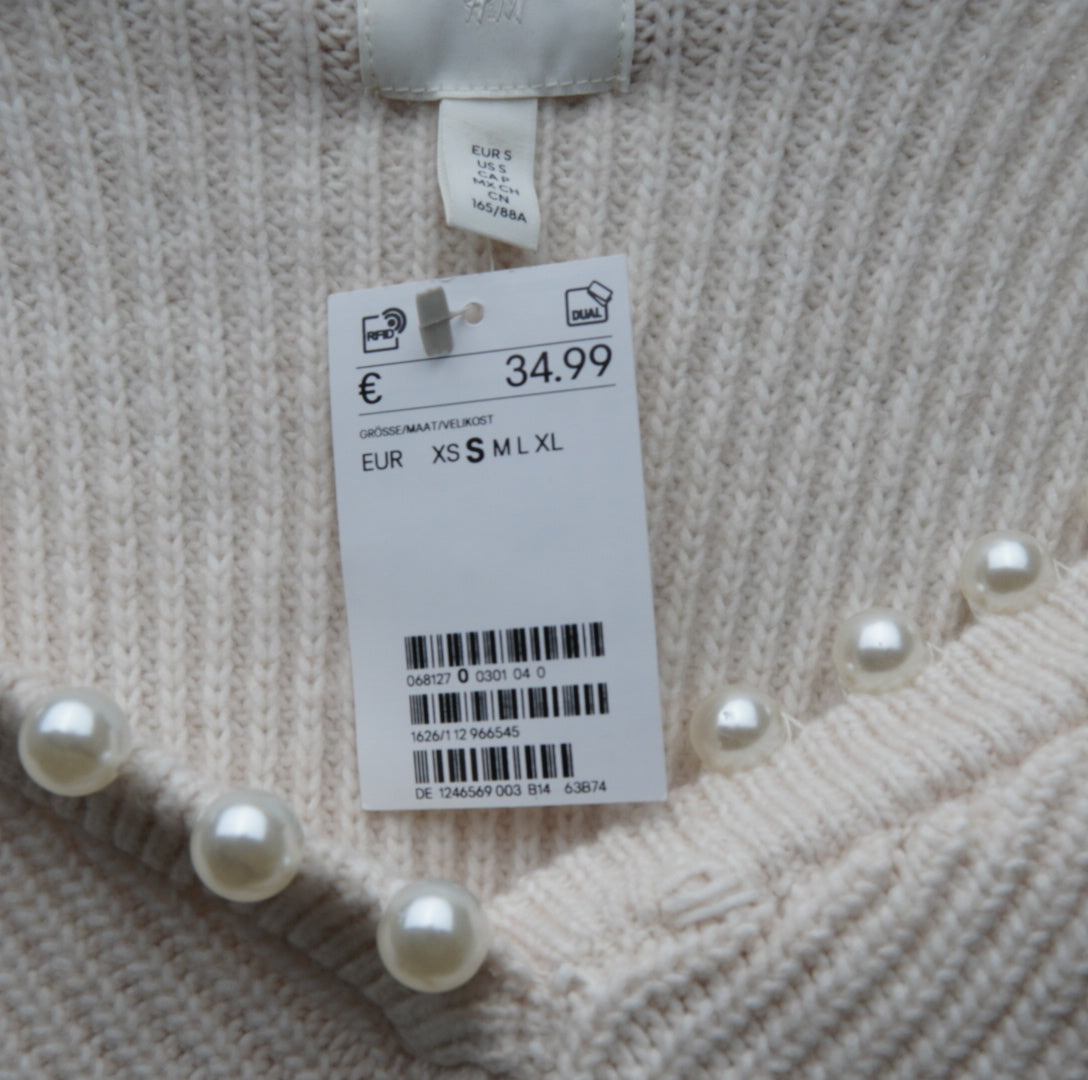 H&M
EUR S
US S
CA P
MX CH
CN
165/88A
RFID
DUAL
€ 34.99
GRÖSSE/MAAT/VELIKOST
EUR XS S M L XL
068127 0 0301 04 0
1626/112 966545
DE 1246569 003 B14 63B74